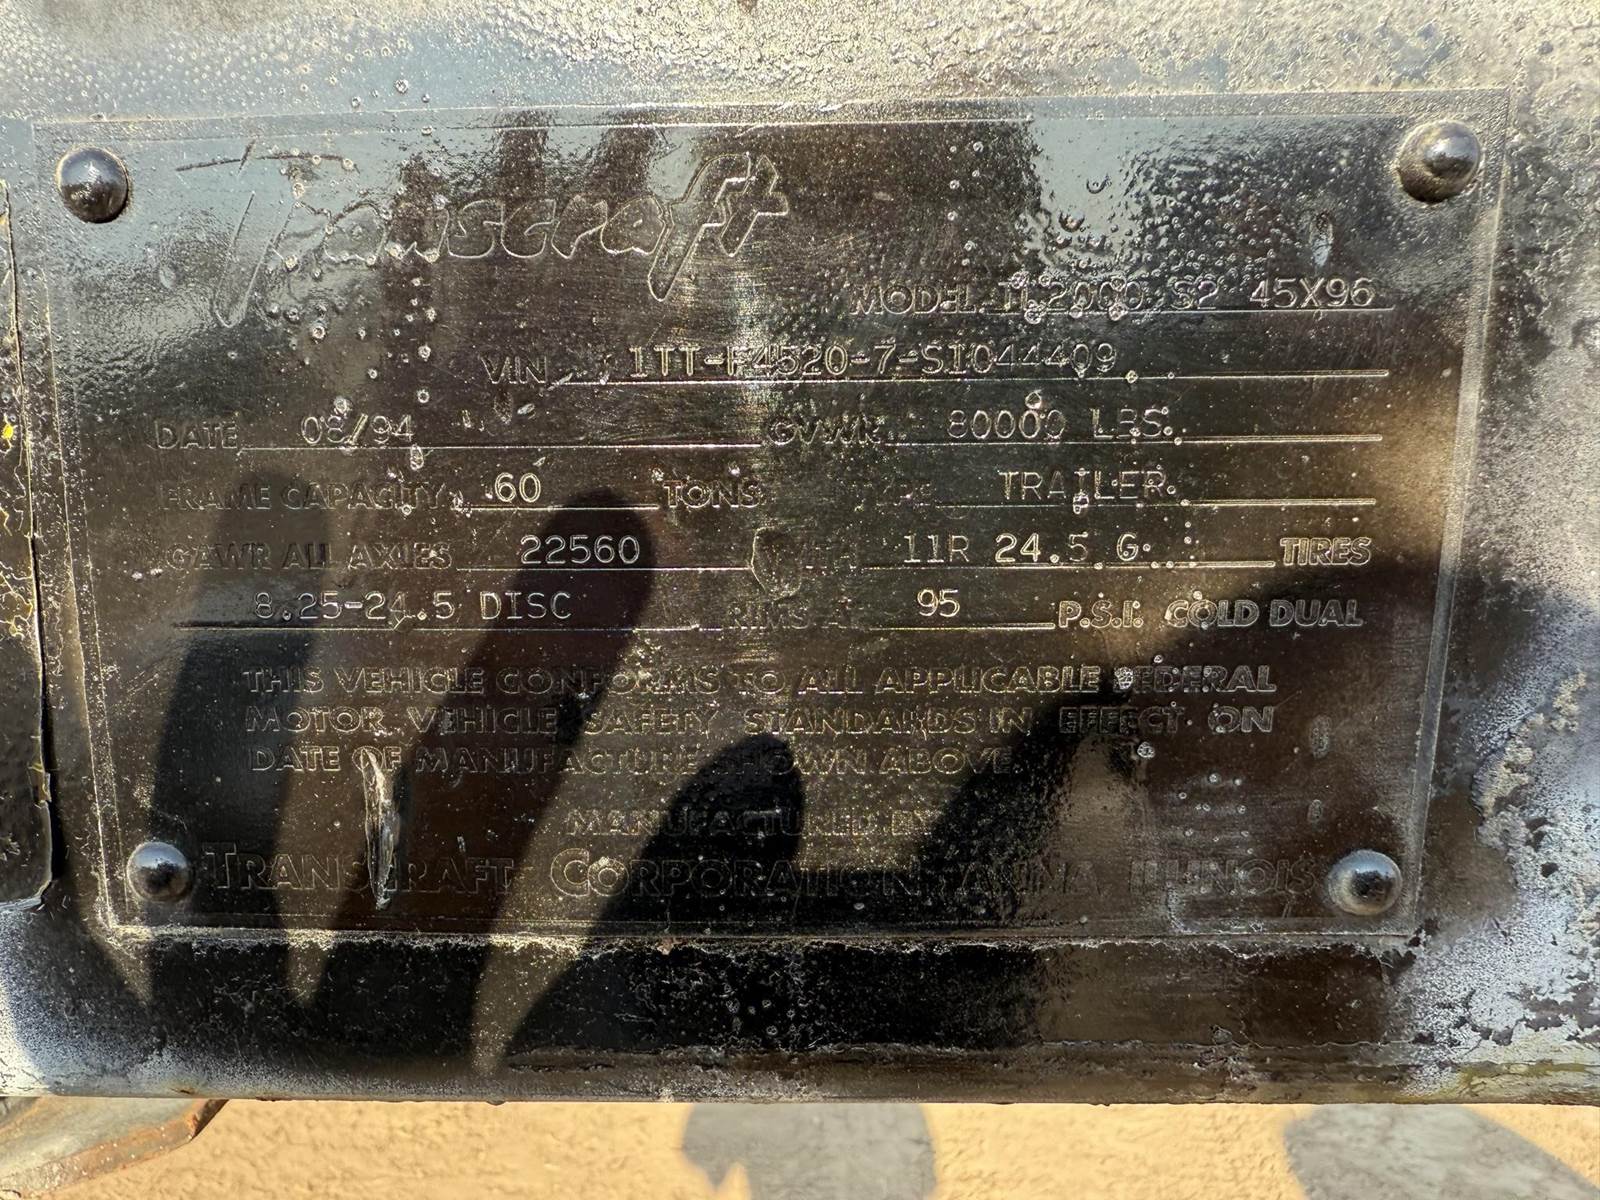 Transcraft
MODEL TL2000 S2 45X96
VIN 1TT-F4520-7-S1044409
DATE 08/94 GVWR 80000 LBS.
FRAME CAPACITY 60 TONS TYPE TRAILER
GAWR ALL AXLES 22560 WITH 11R 24.5 G TIRES
8.25-24.5 DISC RIMS AT 95 P.S.I. COLD DUAL
THIS VEHICLE CONFORMS TO ALL APPLICABLE FEDERAL
MOTOR VEHICLE SAFETY STANDARDS IN EFFECT ON
DATE OF MANUFACTURE SHOWN ABOVE.
MANUFACTURED BY
TRANSCRAFT CORPORATION, ANNA, ILLINOIS